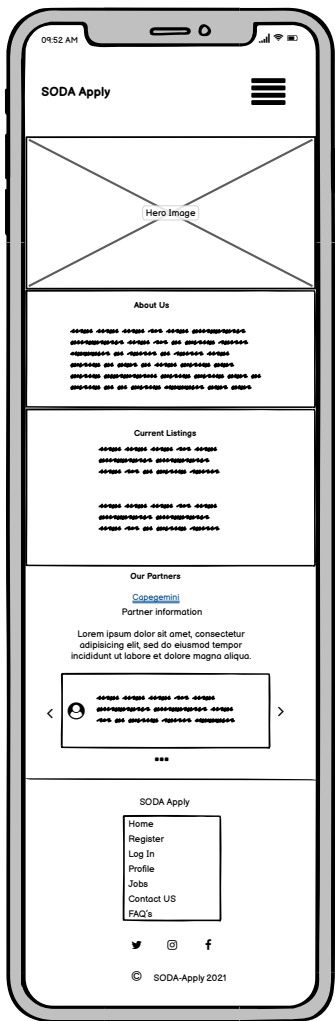 09:52 AM
SODA Apply
Hero Image
About Us
Current Listings
Our Partners
Capegemini
Partner information
Lorem ipsum dolor sit amet, consectetur
adipisicing elit, sed do eiusmod tempor
incididunt ut labore et dolore magna aliqua.
SODA Apply
Home
Register
Log In
Profile
Jobs
Contact US
FAQ's
© SODA-Apply 2021